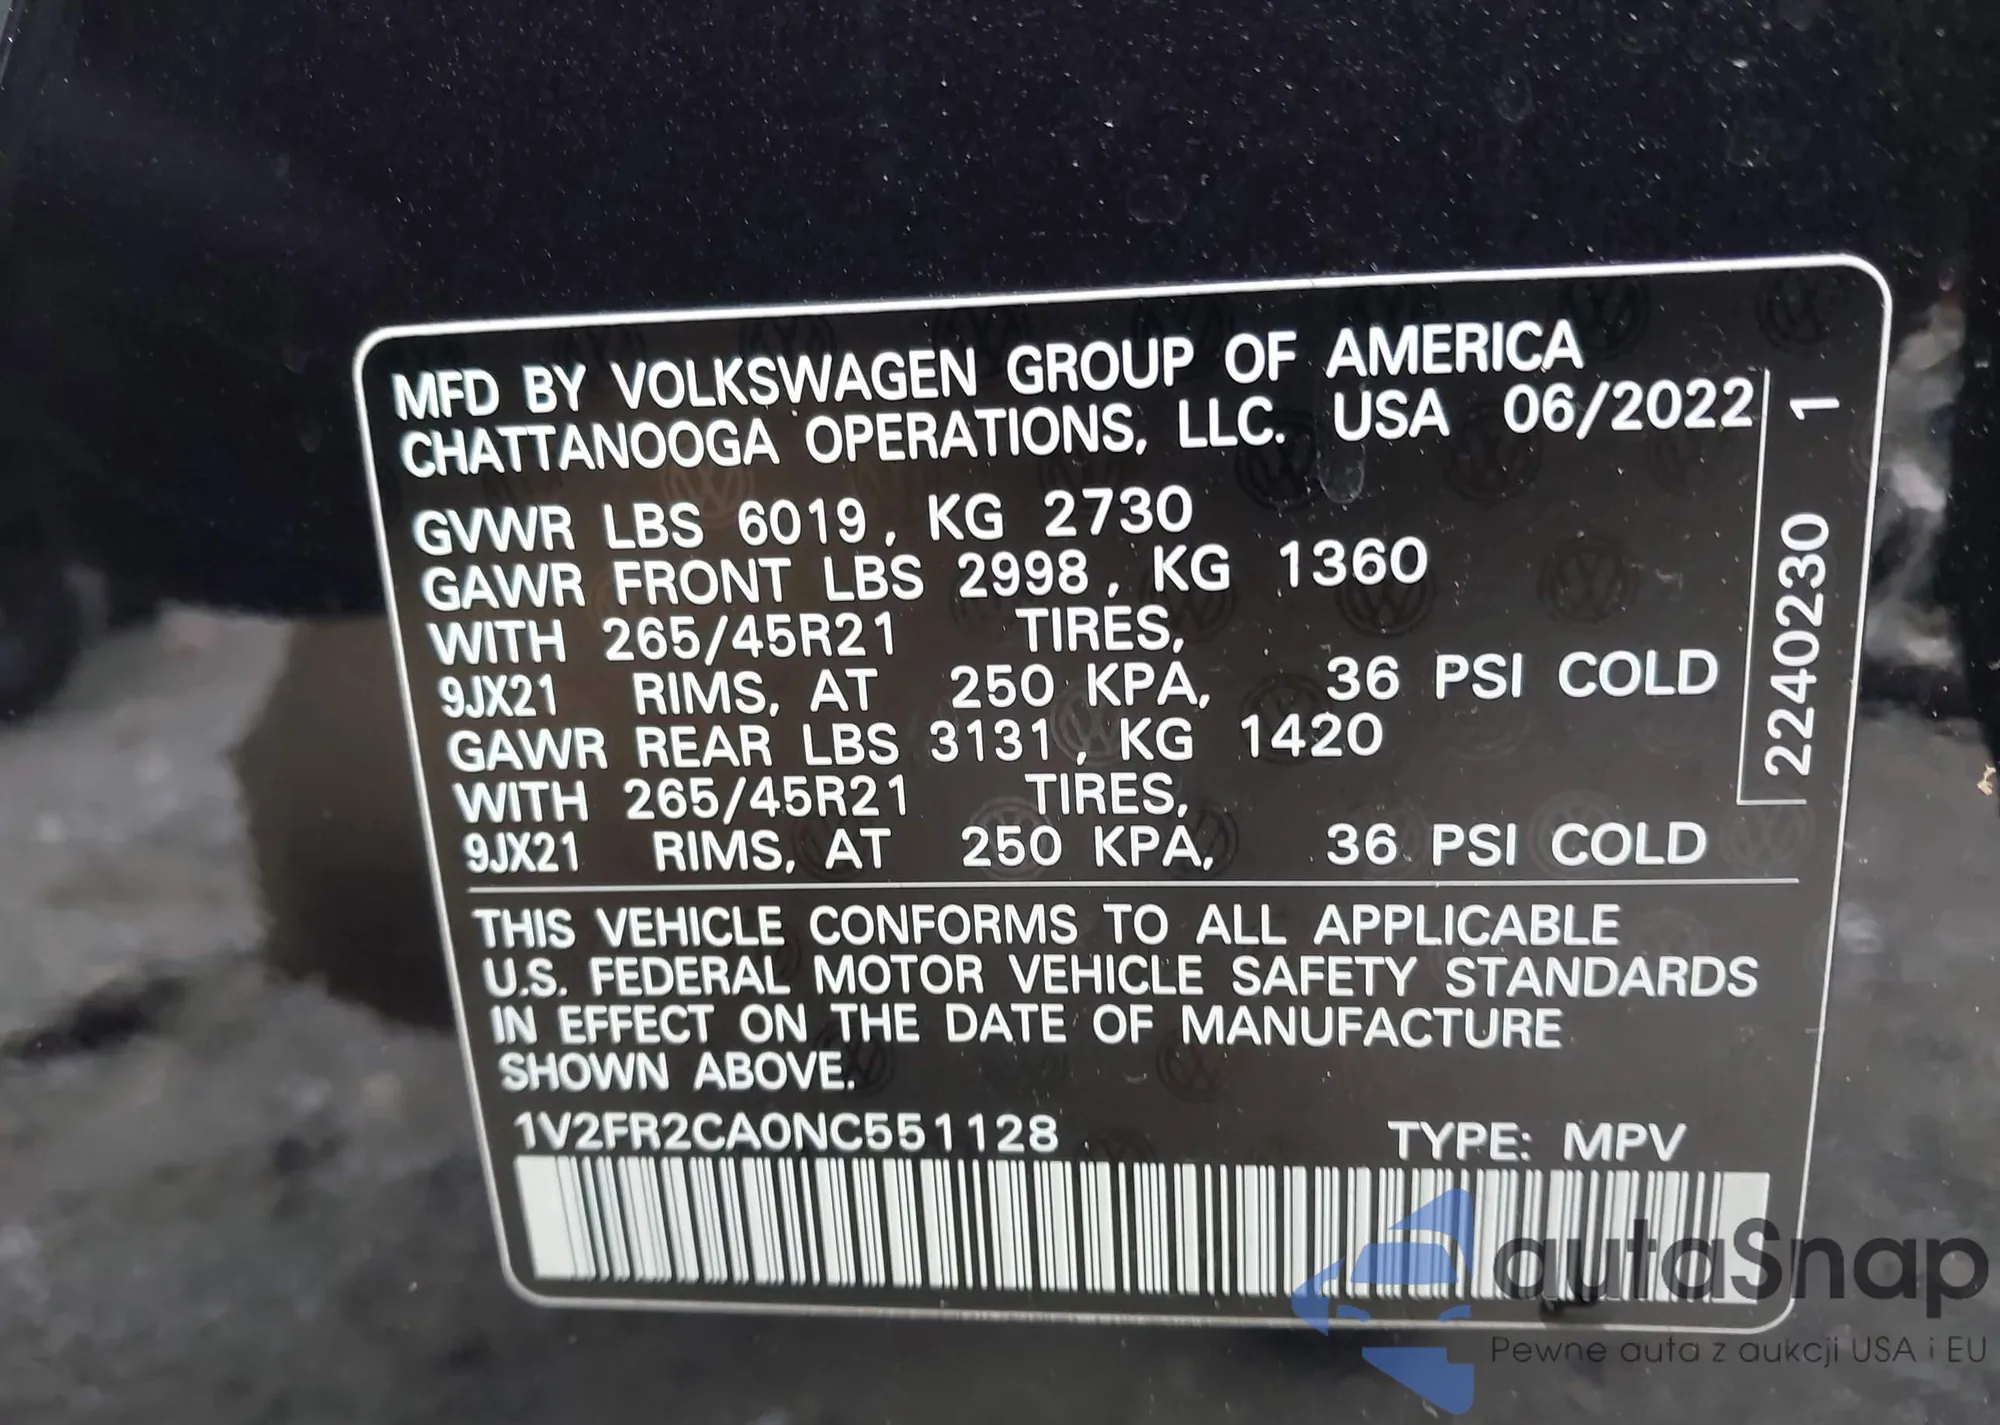 MFD BY VOLKSWAGEN GROUP OF AMERICA
CHATTANOOGA OPERATIONS, LLC. USA 06/2022
GVWR LBS 6019, KG 2730
GAWR FRONT LBS 2998, KG 1360
WITH 265/45R21 TIRES,
9JX21 RIMS, AT 250 KPA, 36 PSI COLD
GAWR REAR LBS 3131, KG 1420
WITH 265/45R21 TIRES,
9JX21 RIMS, AT 250 KPA, 36 PSI COLD
2240230 1
THIS VEHICLE CONFORMS TO ALL APPLICABLE
U.S. FEDERAL MOTOR VEHICLE SAFETY STANDARDS
IN EFFECT ON THE DATE OF MANUFACTURE
SHOWN ABOVE.
1V2FR2CA0NC551128 TYPE: MPV
autaSnap
Pewne auta z aukcji USA i EU